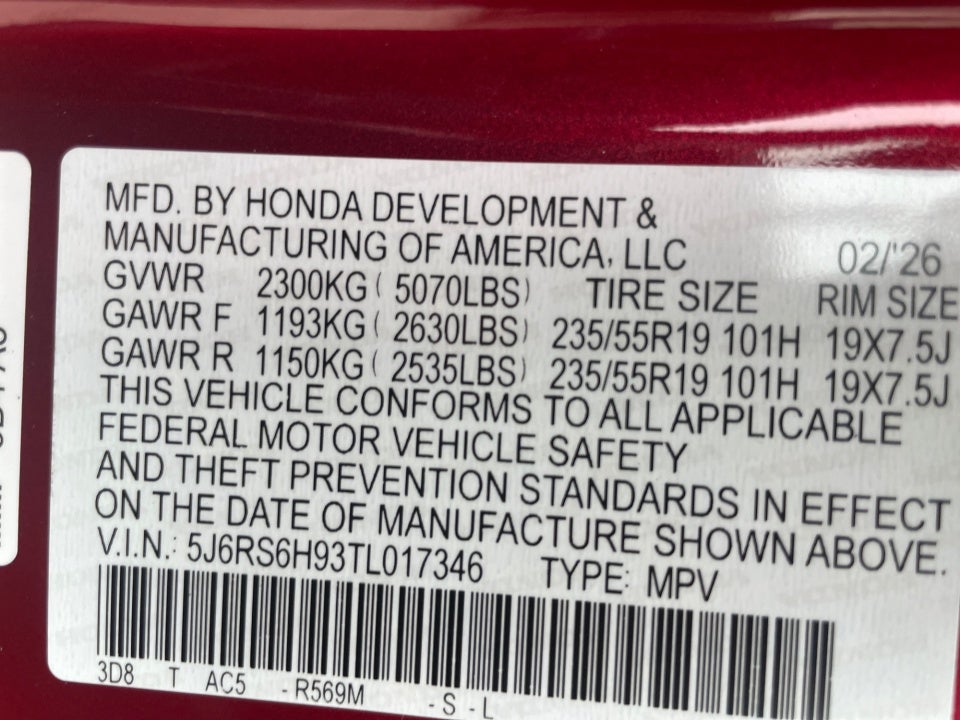 MFD. BY HONDA DEVELOPMENT &
MANUFACTURING OF AMERICA, LLC 02/'26
GVWR 2300KG ( 5070LBS) TIRE SIZE RIM SIZE
GAWR F 1193KG ( 2630LBS) 235/55R19 101H 19X7.5J
GAWR R 1150KG ( 2535LBS) 235/55R19 101H 19X7.5J
THIS VEHICLE CONFORMS TO ALL APPLICABLE
FEDERAL MOTOR VEHICLE SAFETY
AND THEFT PREVENTION STANDARDS IN EFFECT
ON THE DATE OF MANUFACTURE SHOWN ABOVE.
V.I.N.: 5J6RS6H93TL017346 TYPE: MPV
3D8 T AC5 -R569M -S -L